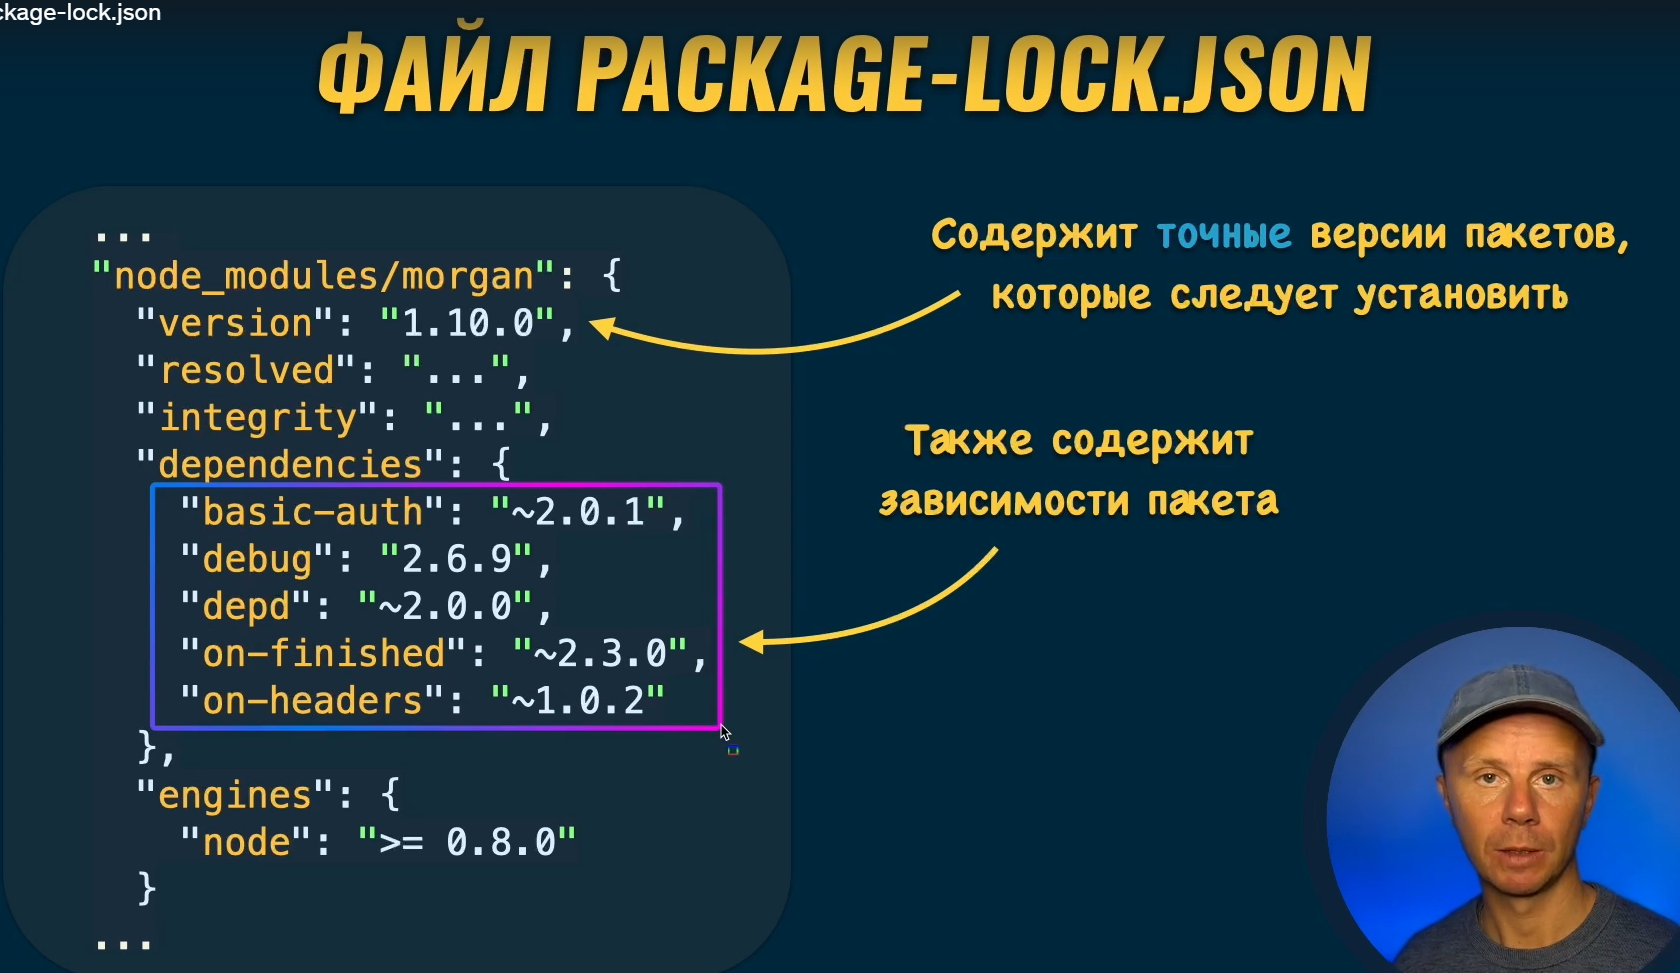 ckage-lock.json
ФАЙЛ PACKAGE-LOCK.JSON
...
"node_modules/morgan": {
"version": "1.10.0",
"resolved": "...",
"integrity": "...",
"dependencies": {
"basic-auth": "~2.0.1",
"debug": "2.6.9",
"depd": "~2.0.0",
"on-finished": "~2.3.0",
"on-headers": "~1.0.2"
},
"engines": {
"node": ">= 0.8.0"
}
...
Содержит точные версии пакетов,
которые следует установить
Также содержит
зависимости пакета